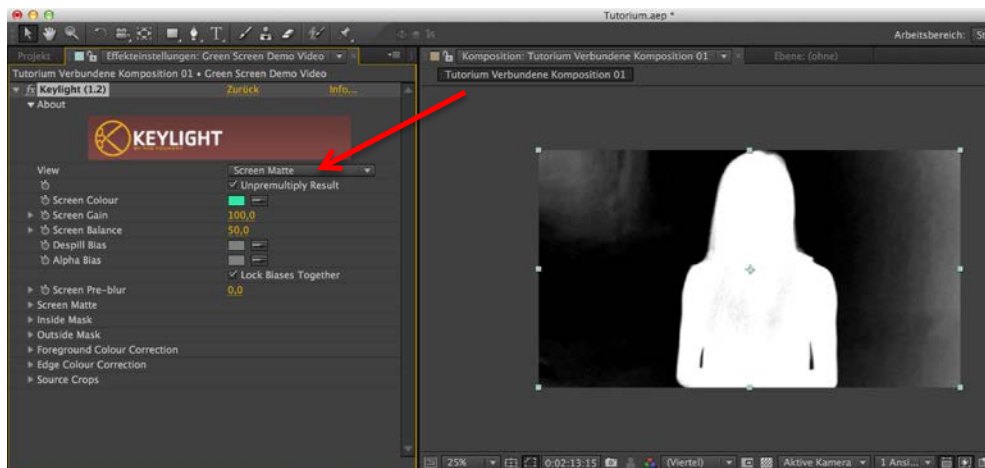 Tutorium.aep *
Arbeitsbereich: St
Projekt Effekteinstellungen: Green Screen Demo Video
Komposition: Tutorium Verbundene Komposition 01 Ebene: (ohne)
Tutorium Verbundene Komposition 01 • Green Screen Demo Video
Tutorium Verbundene Komposition 01
fx Keylight (1.2) Zurück Info...
About
KEYLIGHT
View Screen Matte
Unpremultiply Result
Screen Colour
Screen Gain 100,0
Screen Balance 50,0
Despill Bias
Alpha Bias
Lock Biases Together
Screen Pre-blur 0,0
Screen Matte
Inside Mask
Outside Mask
Foreground Colour Correction
Edge Colour Correction
Source Crops
25% 0:02:13:15 (Viertel) Aktive Kamera 1 Ansi...